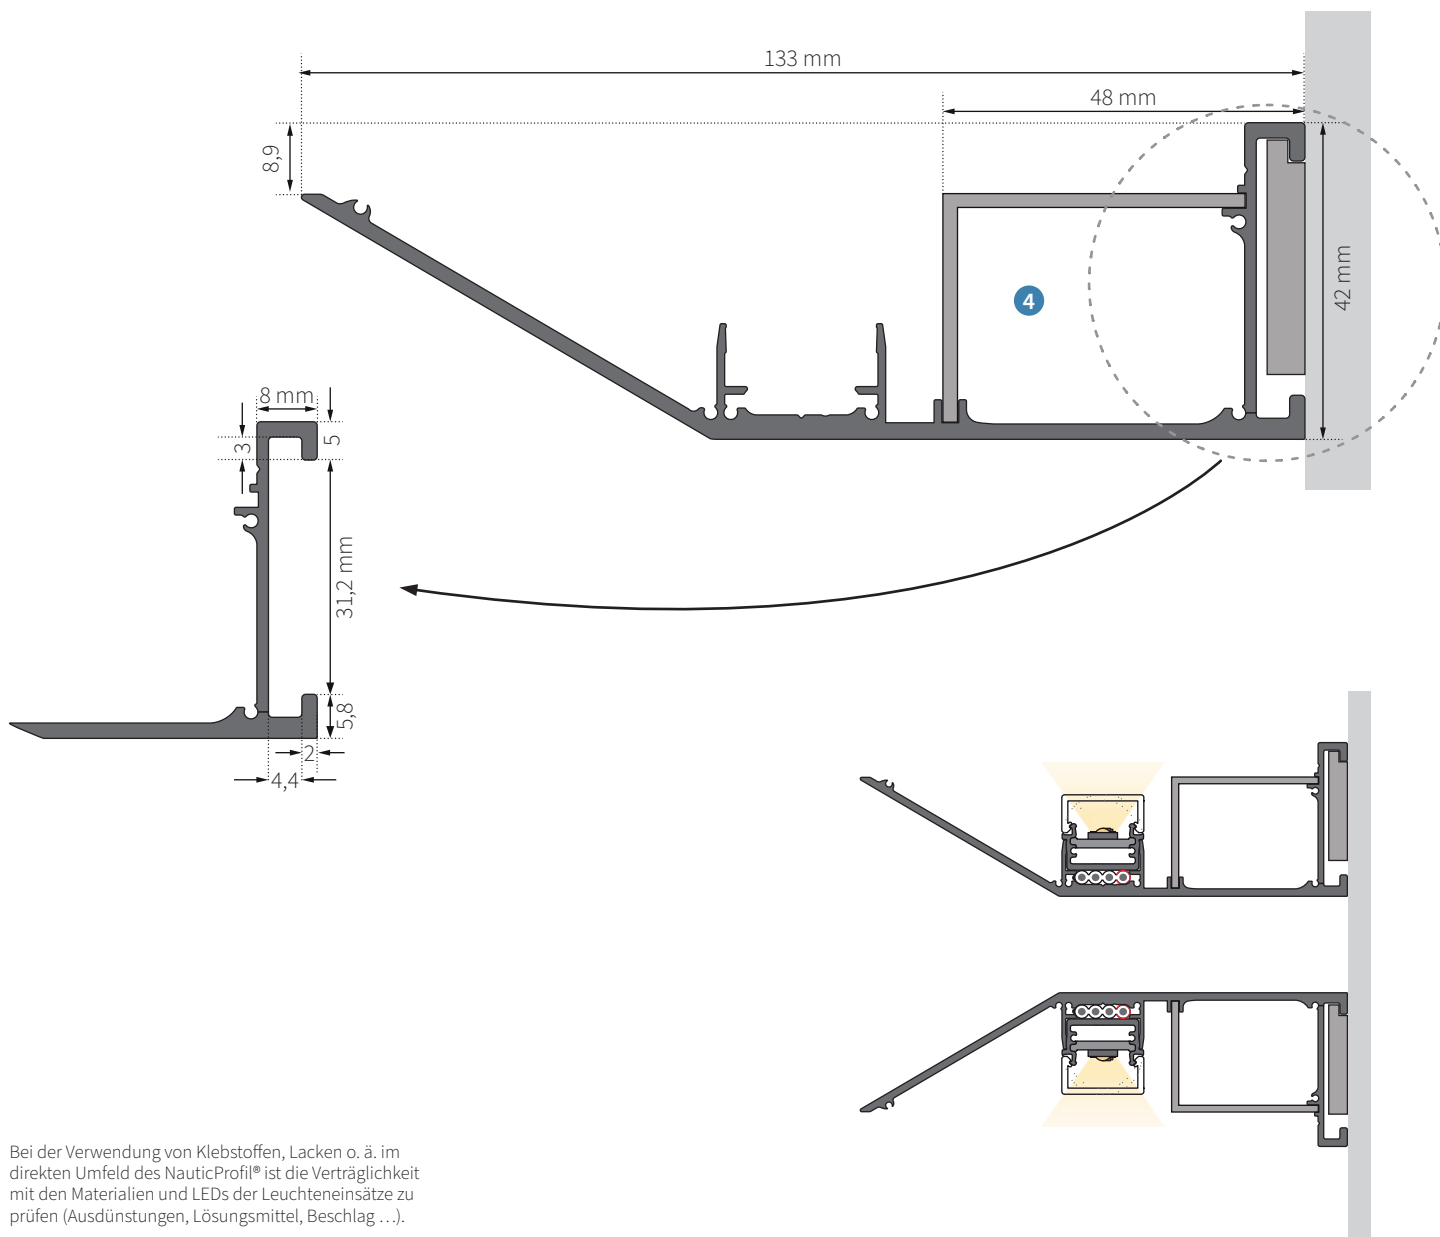 133 mm
48 mm
8,9
42 mm
4
8 mm
3
5
31,2 mm
5,8
2
4,4
Bei der Verwendung von Klebstoffen, Lacken o. ä. im
direkten Umfeld des NauticProfil® ist die Verträglichkeit
mit den Materialien und LEDs der Leuchteneinsätze zu
prüfen (Ausdünstungen, Lösungsmittel, Beschlag …).